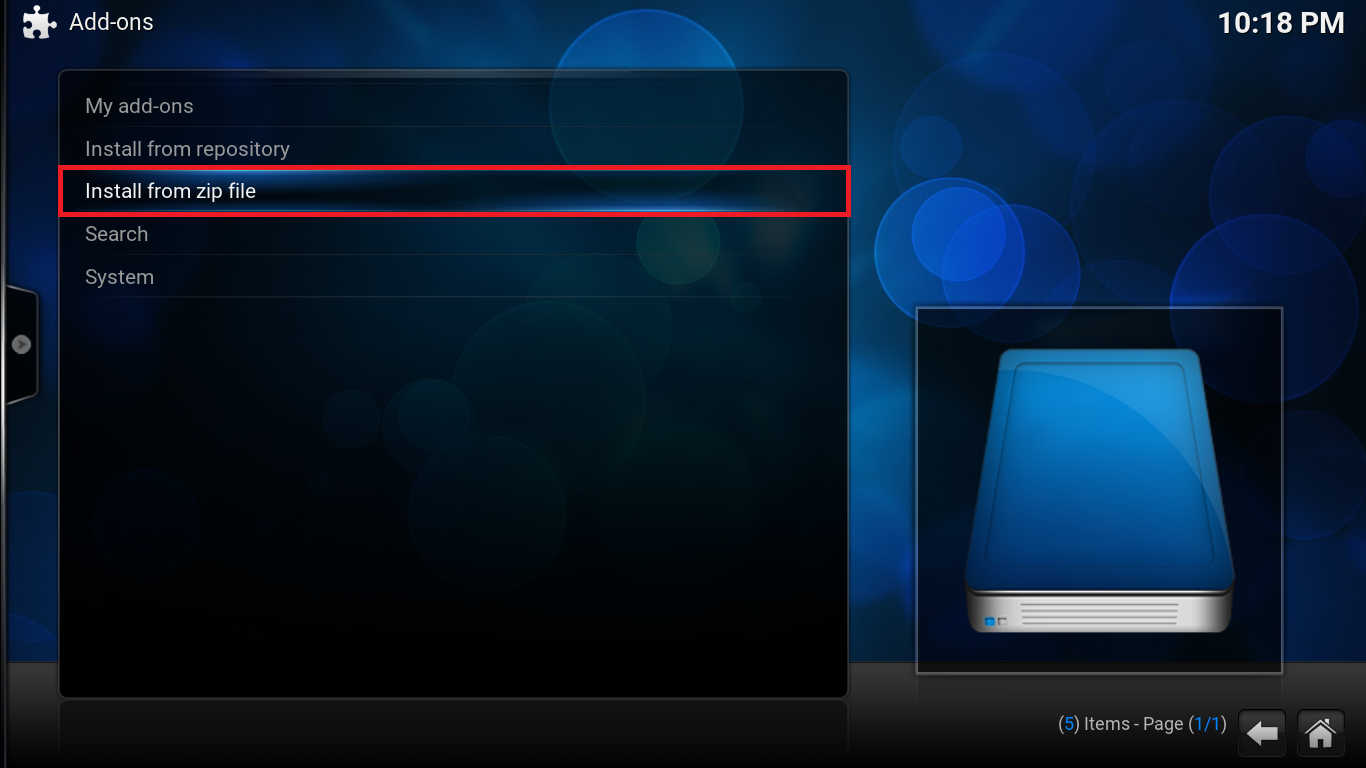 Add-ons
10:18 PM
My add-ons
Install from repository
Install from zip file
Search
System
(5) Items - Page (1/1)